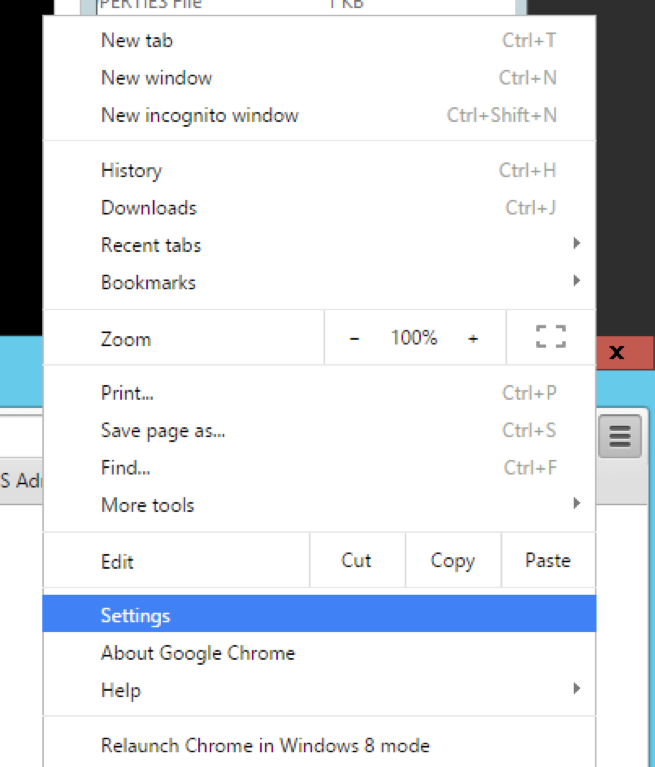 PERTIES File 1 KB
New tab Ctrl+T
New window Ctrl+N
New incognito window Ctrl+Shift+N
History Ctrl+H
Downloads Ctrl+J
Recent tabs
Bookmarks
Zoom - 100% +
x
Print... Ctrl+P
Save page as... Ctrl+S
Find... Ctrl+F
S Ad
More tools
Edit Cut Copy Paste
Settings
About Google Chrome
Help
Relaunch Chrome in Windows 8 mode